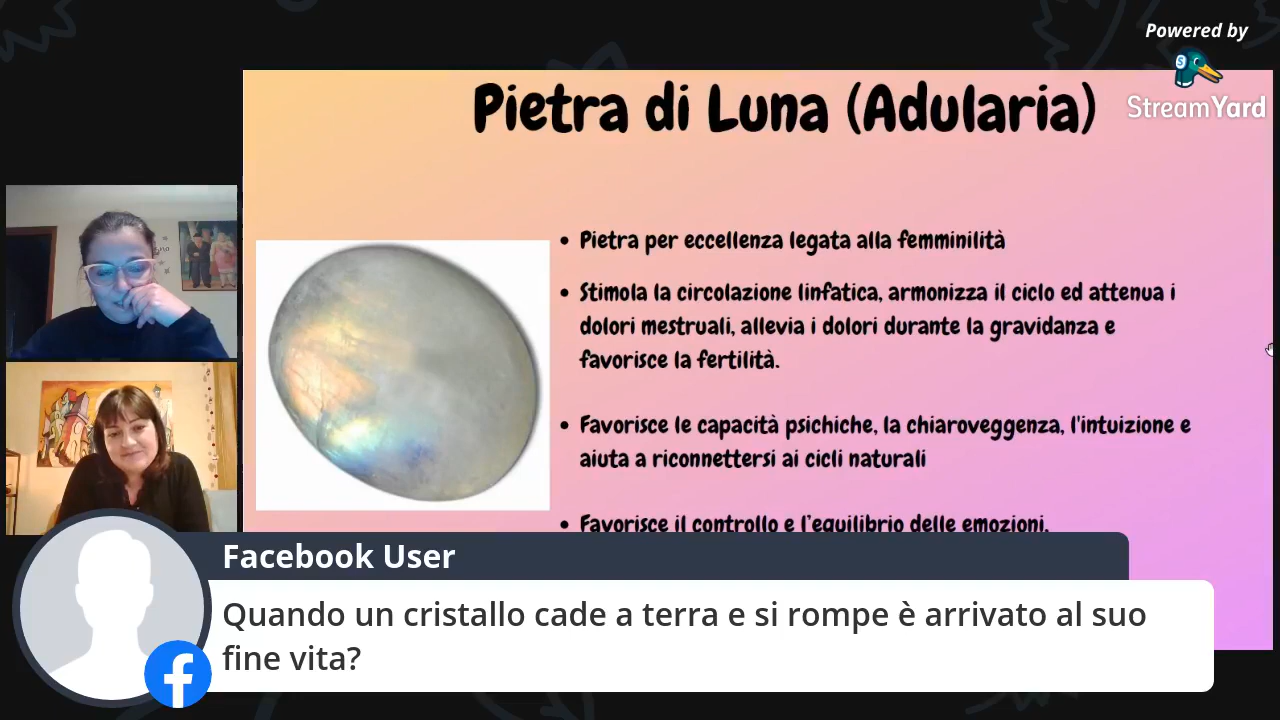 Powered by
StreamYard
Pietra di Luna (Adularia)
• Pietra per eccellenza legata alla femminilità
• Stimola la circolazione linfatica, armonizza il ciclo ed attenua i
dolori mestruali, allevia i dolori durante la gravidanza e
favorisce la fertilità.
• Favorisce le capacità psichiche, la chiaroveggenza, l'intuizione e
aiuta a riconnettersi ai cicli naturali
• Favorisce il controllo e l'equilibrio delle emozioni.
Facebook User
Quando un cristallo cade a terra e si rompe è arrivato al suo
fine vita?